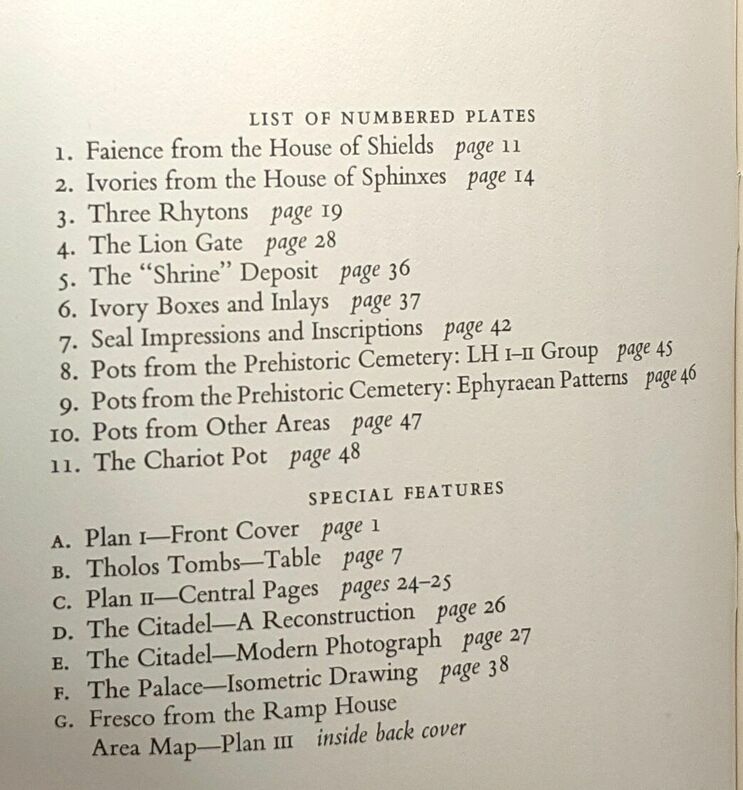 LIST OF NUMBERED PLATES
1. Faience from the House of Shields page 11
2. Ivories from the House of Sphinxes page 14
3. Three Rhytons page 19
4. The Lion Gate page 28
5. The “Shrine” Deposit page 36
6. Ivory Boxes and Inlays page 37
7. Seal Impressions and Inscriptions page 42
8. Pots from the Prehistoric Cemetery: LH I–II Group page 45
9. Pots from the Prehistoric Cemetery: Ephyraean Patterns page 46
10. Pots from Other Areas page 47
11. The Chariot Pot page 48
SPECIAL FEATURES
A. Plan I—Front Cover page 1
B. Tholos Tombs—Table page 7
C. Plan II—Central Pages pages 24–25
D. The Citadel—A Reconstruction page 26
E. The Citadel—Modern Photograph page 27
F. The Palace—Isometric Drawing page 38
G. Fresco from the Ramp House
Area Map—Plan III inside back cover